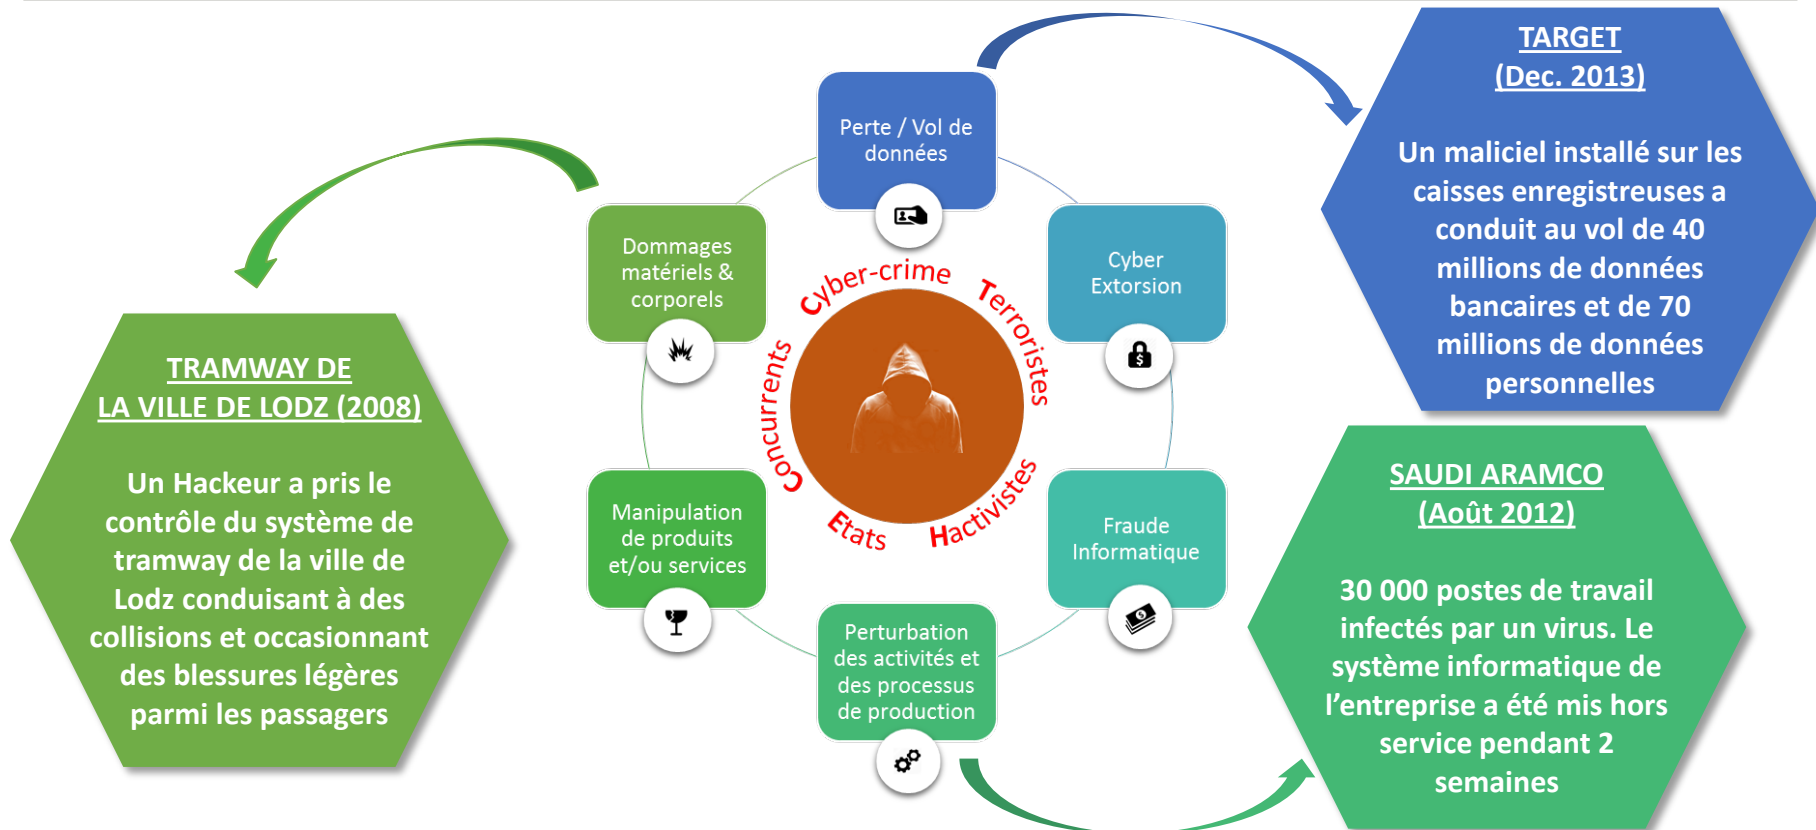 TARGET
(Dec. 2013)
Un maliciel installé sur les
caisses enregistreuses a
conduit au vol de 40
millions de données
bancaires et de 70
millions de données
personnelles
Perte / Vol de
données
Dommages
matériels &
corporels
Cyber
Extorsion
Cyber-crime
Terroristes
Concurrents
Etats
Hactivistes
TRAMWAY DE
LA VILLE DE LODZ (2008)
Un Hackeur a pris le
contrôle du système de
tramway de la ville de
Lodz conduisant à des
collisions et occasionnant
des blessures légères
parmi les passagers
Manipulation
de produits
et/ou services
Fraude
Informatique
Perturbation
des activités et
des processus
de production
SAUDI ARAMCO
(Août 2012)
30 000 postes de travail
infectés par un virus. Le
système informatique de
l’entreprise a été mis hors
service pendant 2
semaines